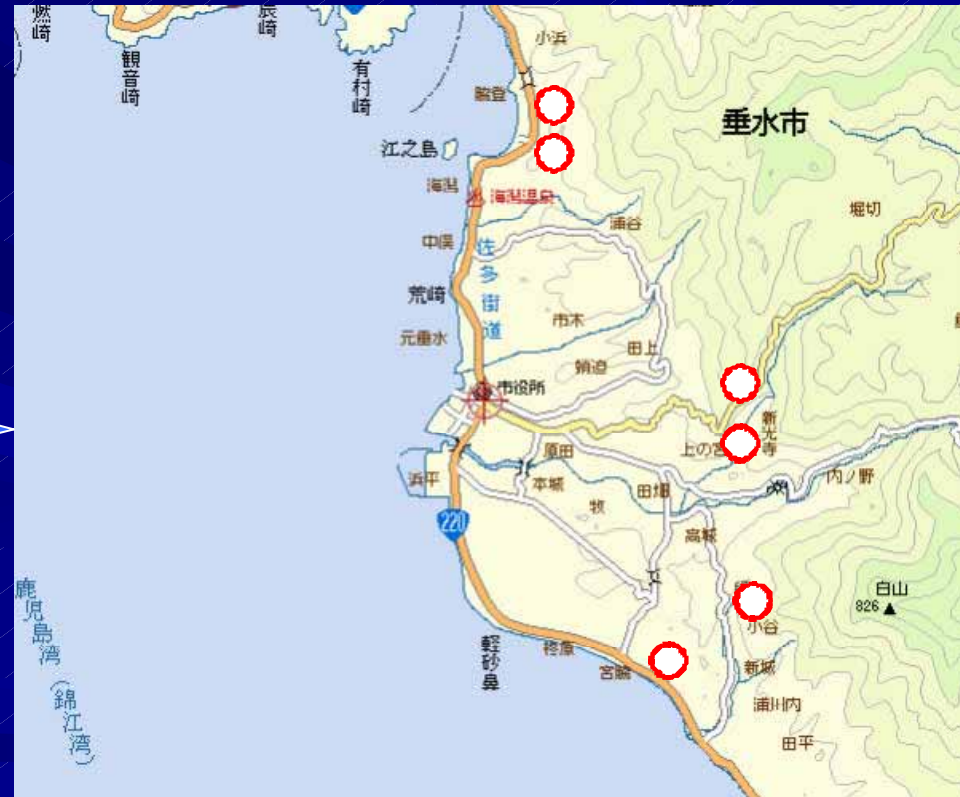 燃崎
辰崎
小浜
観音崎
有村崎
脇登
垂水市
江之島
海潟
海潟温泉
堀切
浦谷
中俣
佐多街道
荒崎
市木
元垂水
田上
頼迫
市役所
新光寺
上の宮
原田
浜平
本城
田畑
内ノ野
牧
220
高城
鹿児島湾(錦江湾)
白山
826
小谷
軽砂鼻
柊原
宮脇
新城
浦川内
田平